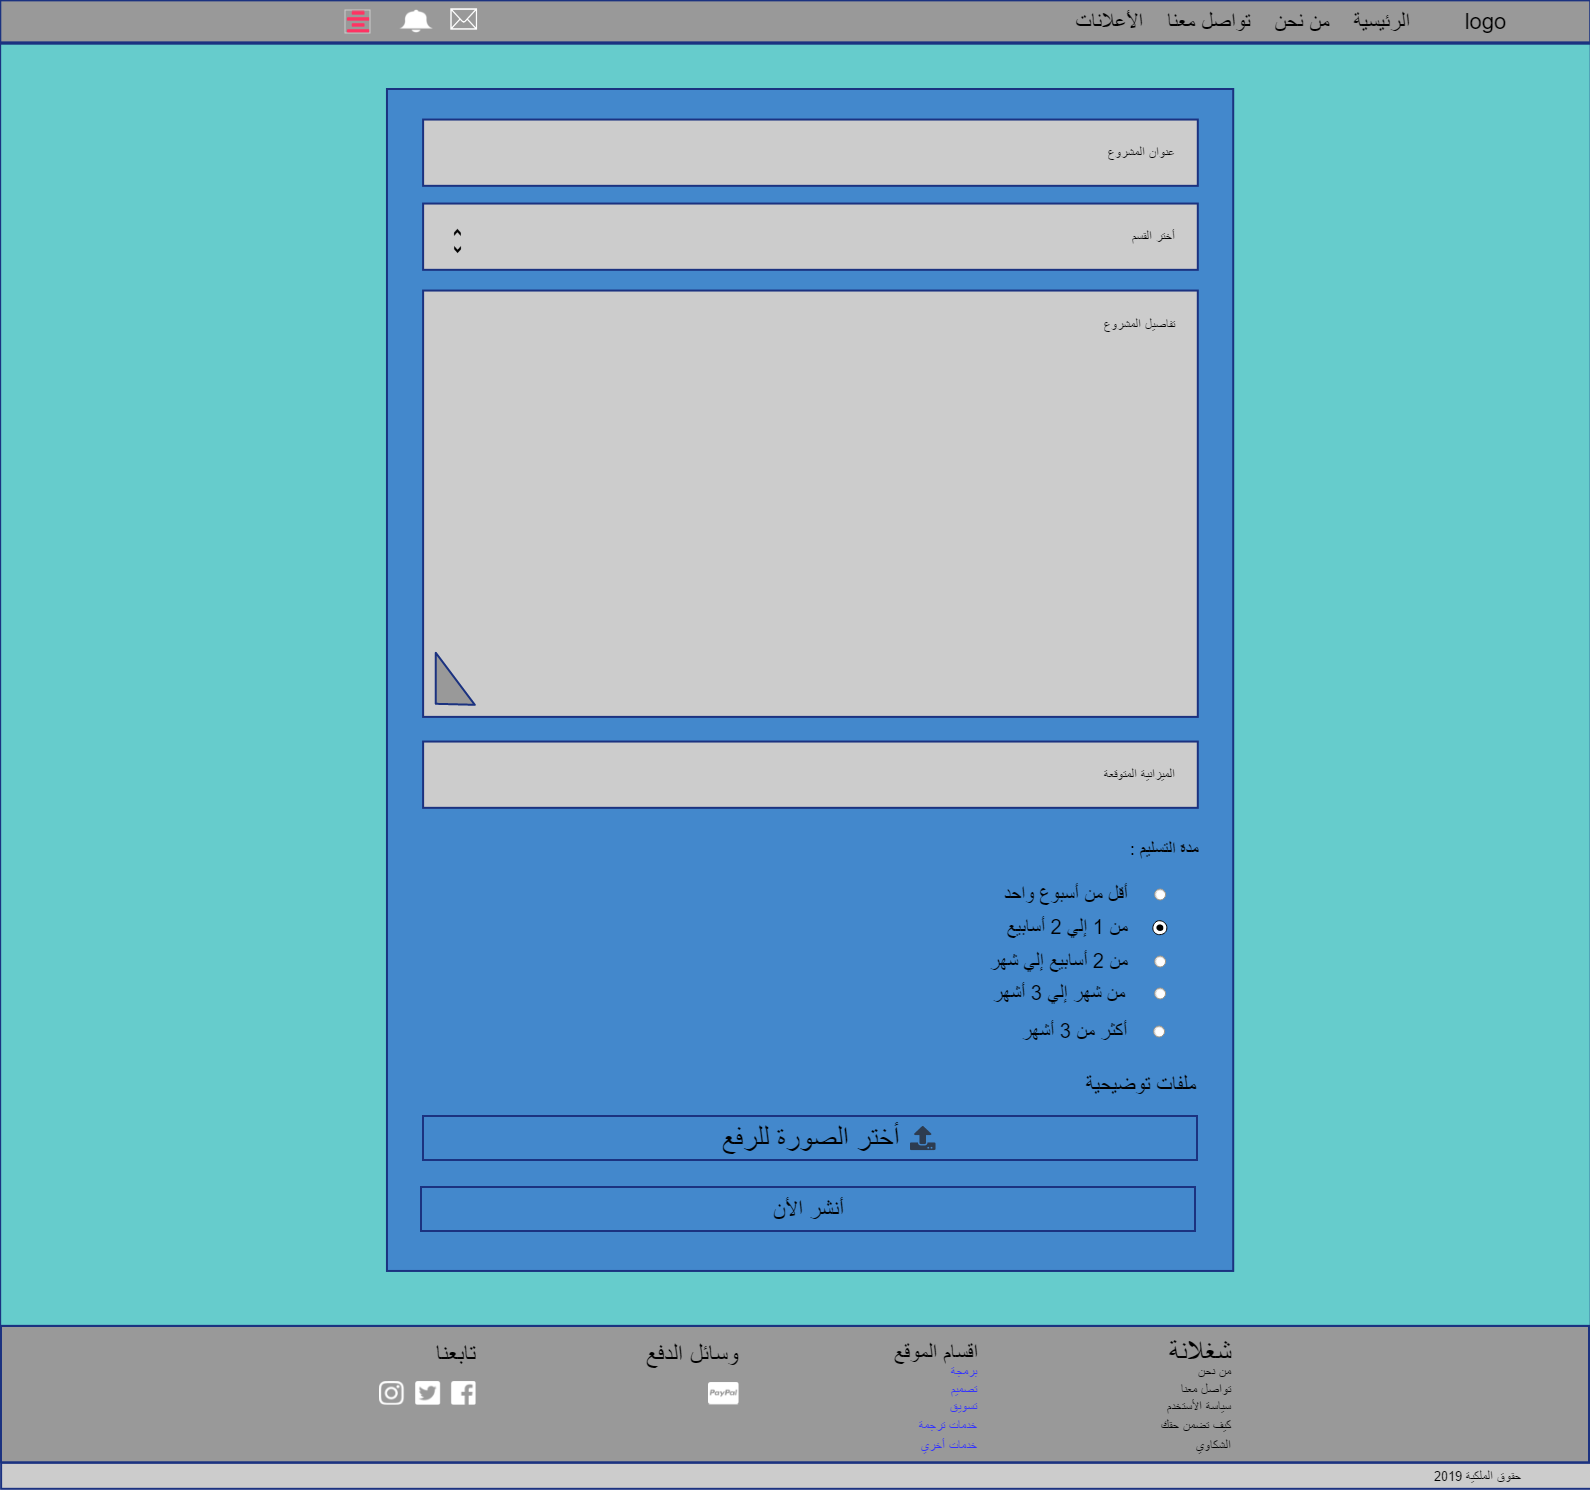 logo
الرئيسية
من نحن
تواصل معنا
الأعلانات
عنوان المشروع
أختر القسم
تفاصيل المشروع
الميزانية المتوقعة
مدة التسليم :
أقل من أسبوع واحد
من 1 إلي 2 أسابيع
من 2 أسابيع إلي شهر
من شهر إلي 3 أشهر
أكثر من 3 أشهر
ملفات توضيحية
أختر الصورة للرفع
أنشر الأن
شغلانة
من نحن
تواصل معنا
سياسة الأستخدم
كيف تضمن حقك
الشكاوي
اقسام الموقع
برمجة
تصميم
تسويق
خدمات ترجمة
خدمات أخري
وسائل الدفع
PayPal
تابعنا
حقوق الملكية 2019